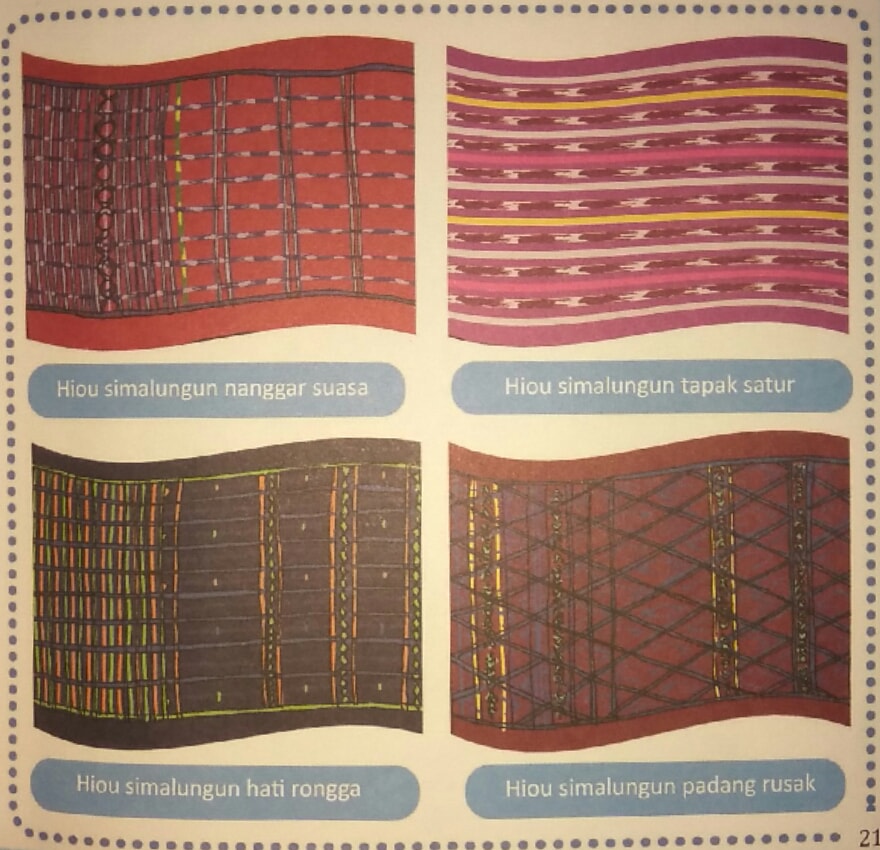 Hiou simalungun nanggar suasa
Hiou simalungun tapak satur
Hiou simalungun hati rongga
Hiou simalungun padang rusak
21